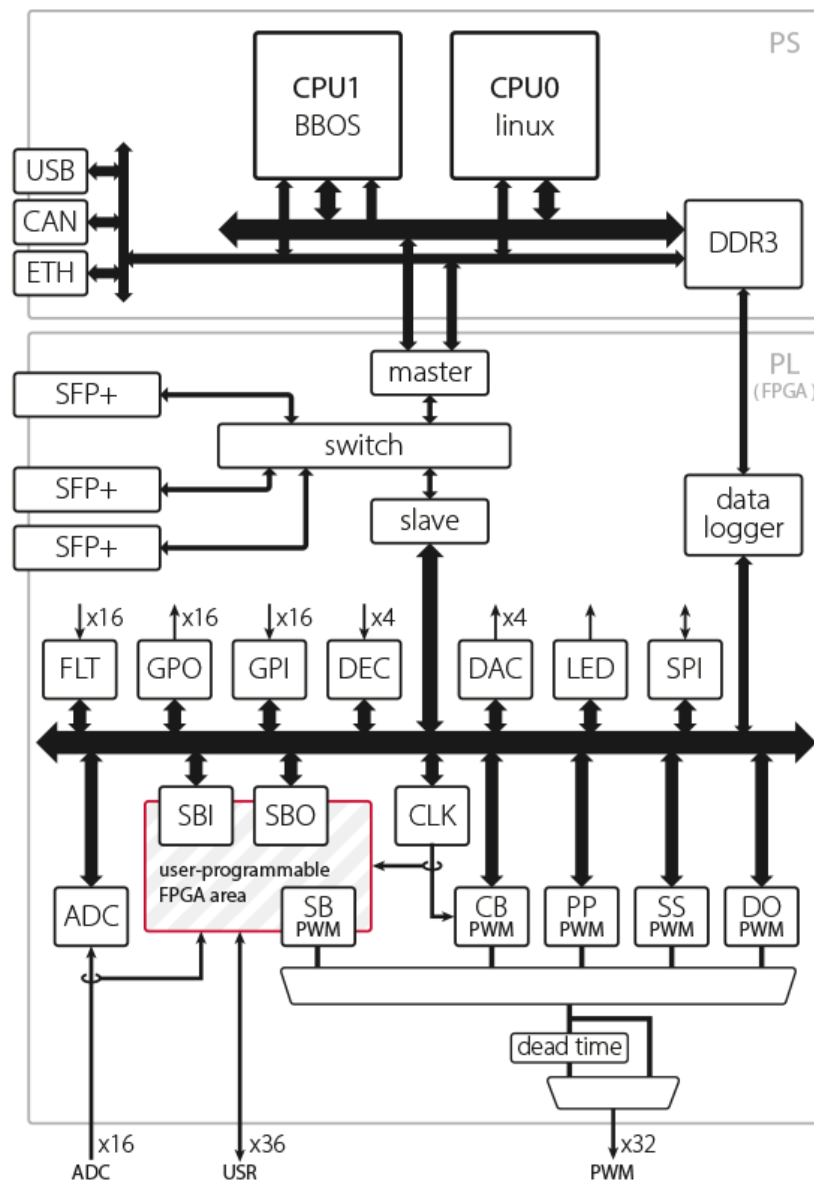 PS
CPU1
BBOS
CPU0
linux
USB
CAN
ETH
DDR3
PL
(FPGA)
master
SFP+
switch
SFP+
slave
SFP+
data
logger
x16
x16
x16
x4
x4
FLT
GPO
GPI
DEC
DAC
LED
SPI
SBI
SBO
CLK
user-programmable
FPGA area
ADC
SB
PWM
CB
PWM
PP
PWM
SS
PWM
DO
PWM
dead time
x16
x36
x32
ADC
USR
PWM